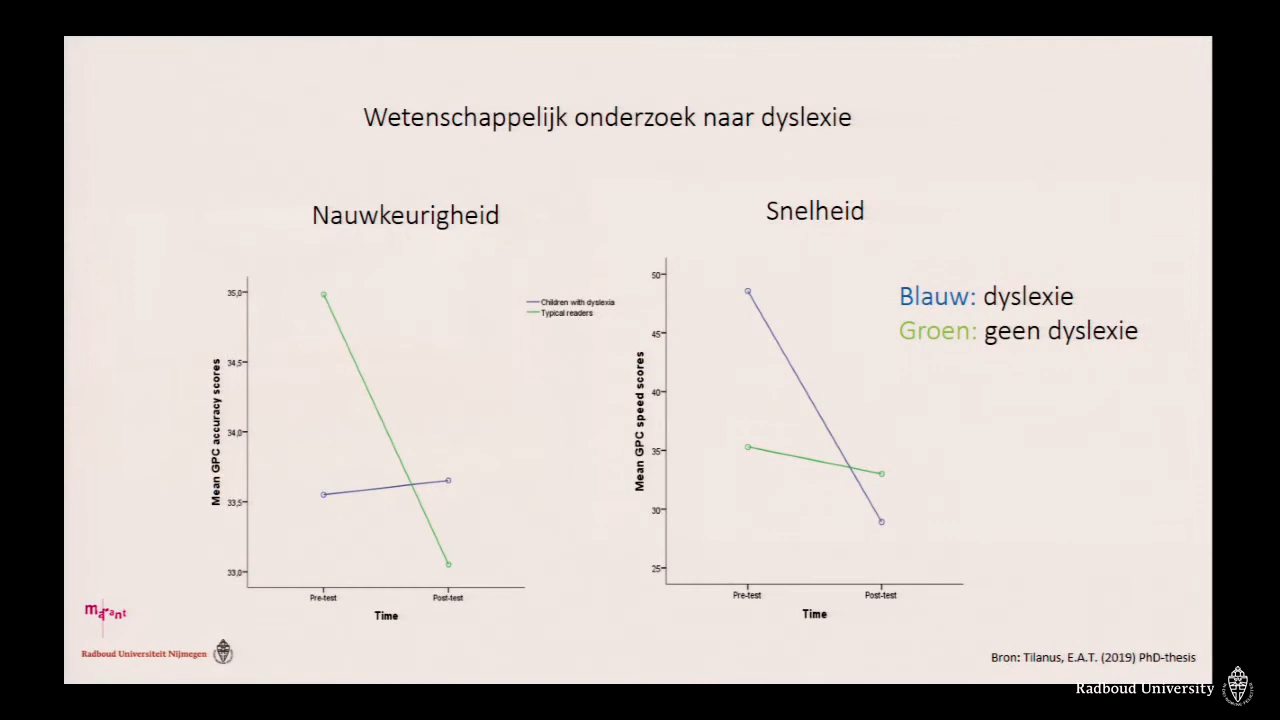 Wetenschappelijk onderzoek naar dyslexie
Nauwkeurigheid
Mean GPC accuracy scores
35,0
34,5
34,0
33,5
33,0
Pre-test
Post-test
Time
Children with dyslexia
Typical readers
Snelheid
Mean GPC speed scores
50
45
40
35
30
25
Pre-test
Post-test
Time
Blauw: dyslexie
Groen: geen dyslexie
marant
Radboud Universiteit Nijmegen
Bron: Tilanus, E.A.T. (2019) PhD-thesis
Radboud University